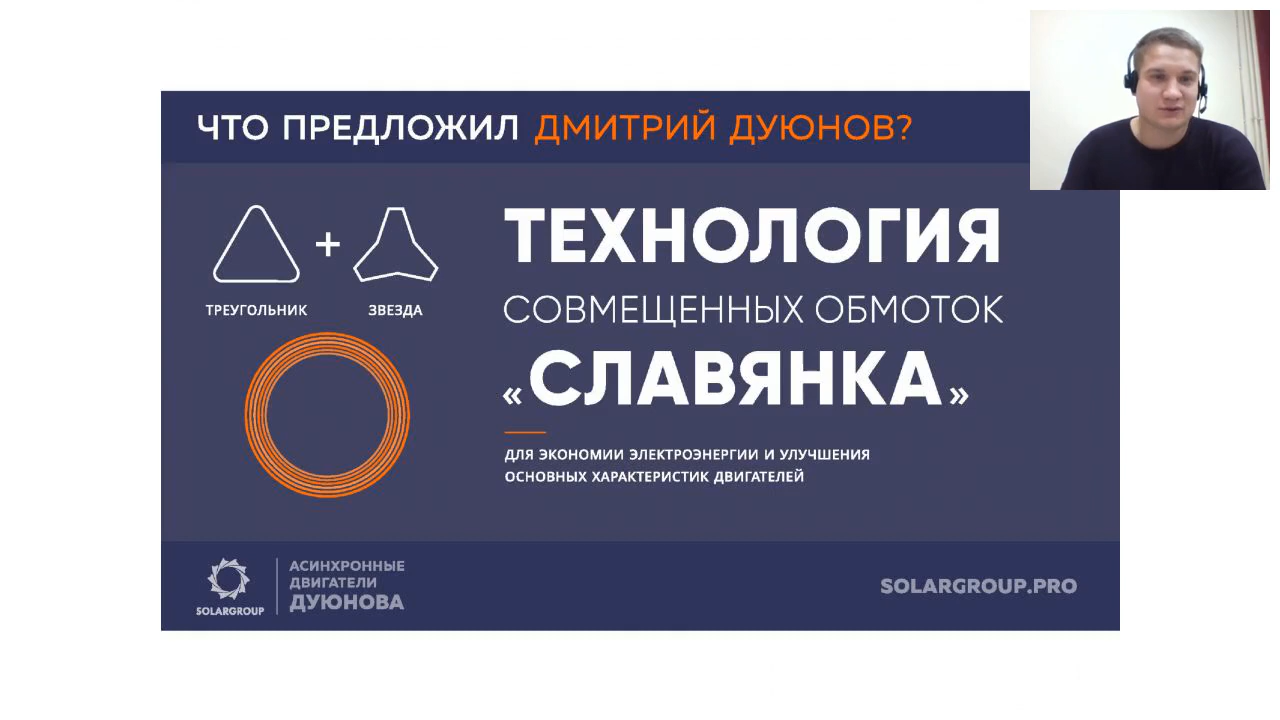 ЧТО ПРЕДЛОЖИЛ ДМИТРИЙ ДУЮНОВ?
ТРЕУГОЛЬНИК
+
ЗВЕЗДА
ТЕХНОЛОГИЯ
СОВМЕЩЕННЫХ ОБМОТОК
«СЛАВЯНКА»
ДЛЯ ЭКОНОМИИ ЭЛЕКТРОЭНЕРГИИ И УЛУЧШЕНИЯ
ОСНОВНЫХ ХАРАКТЕРИСТИК ДВИГАТЕЛЕЙ
SOLARGROUP
АСИНХРОННЫЕ
ДВИГАТЕЛИ
ДУЮНОВА
SOLARGROUP.PRO